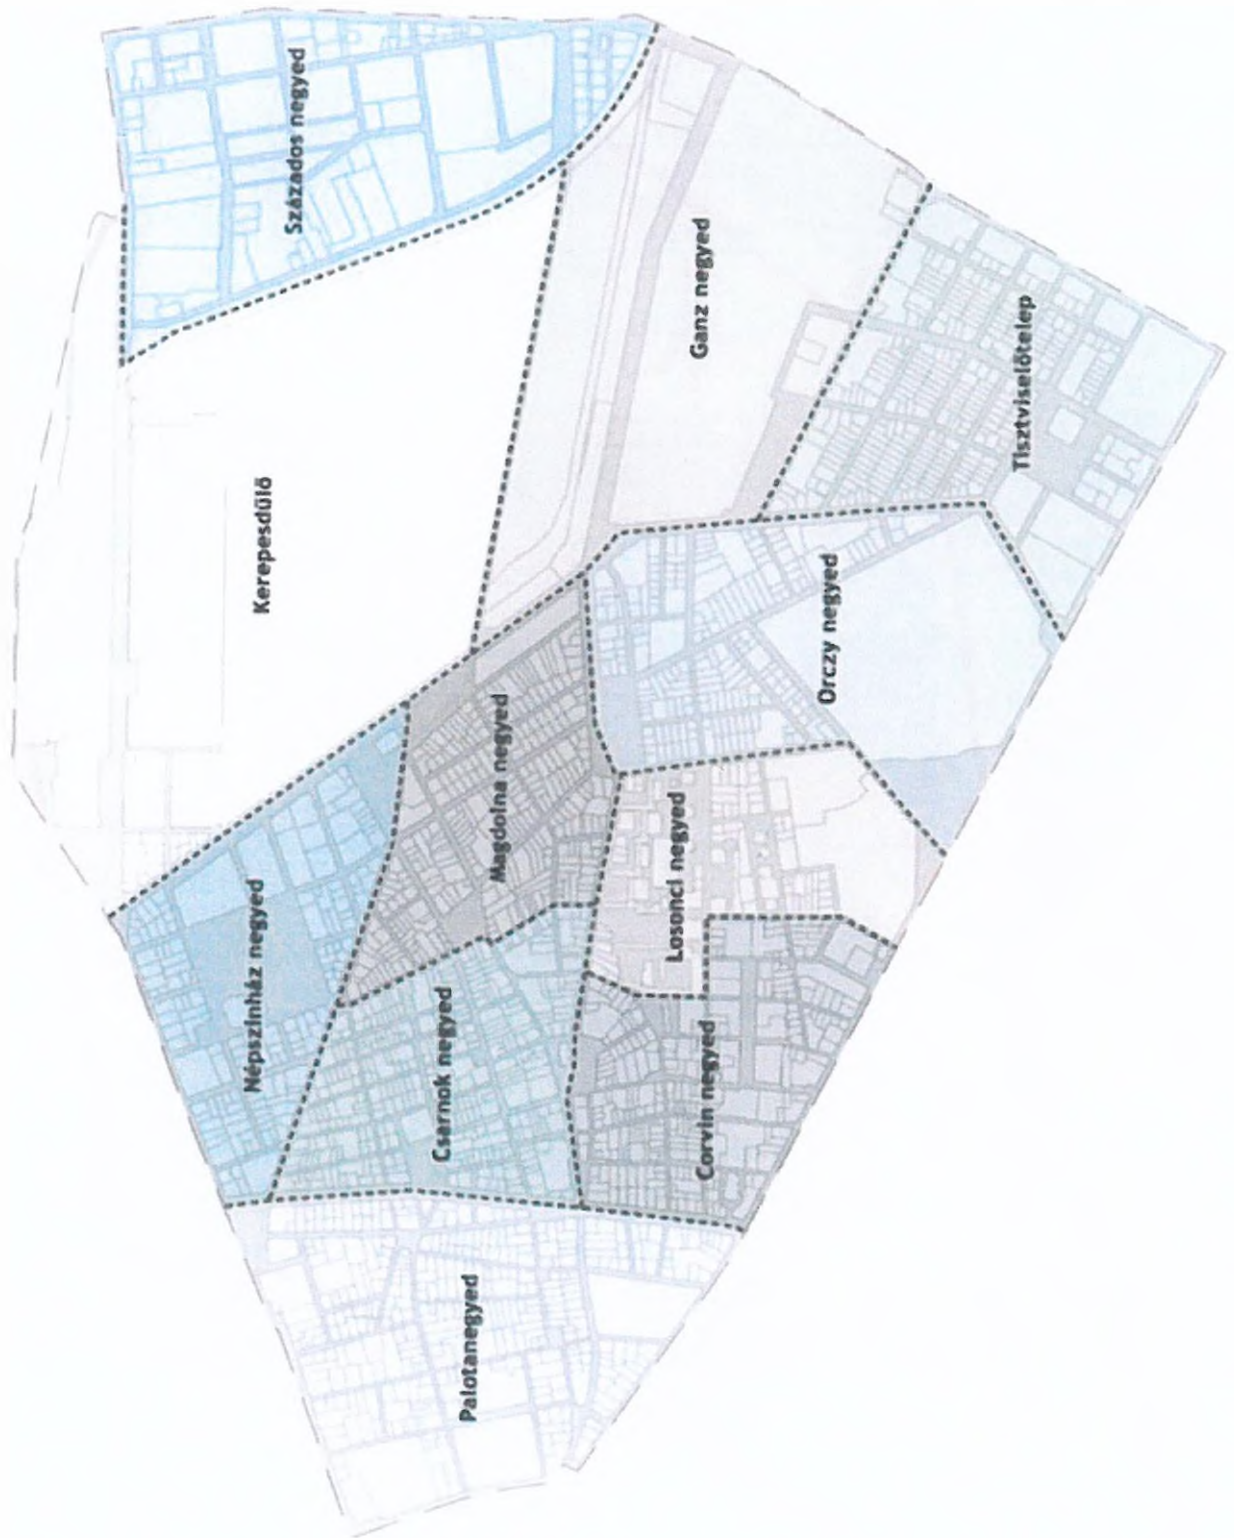 Népszínház negyed
Kerepesdűlő
Százados negyed
Csarnok negyed
Palotanegyed
Magdolna negyed
Losonci negyed
Ganz negyed
Corvin negyed
Orczy negyed
Tisztviselőtelep